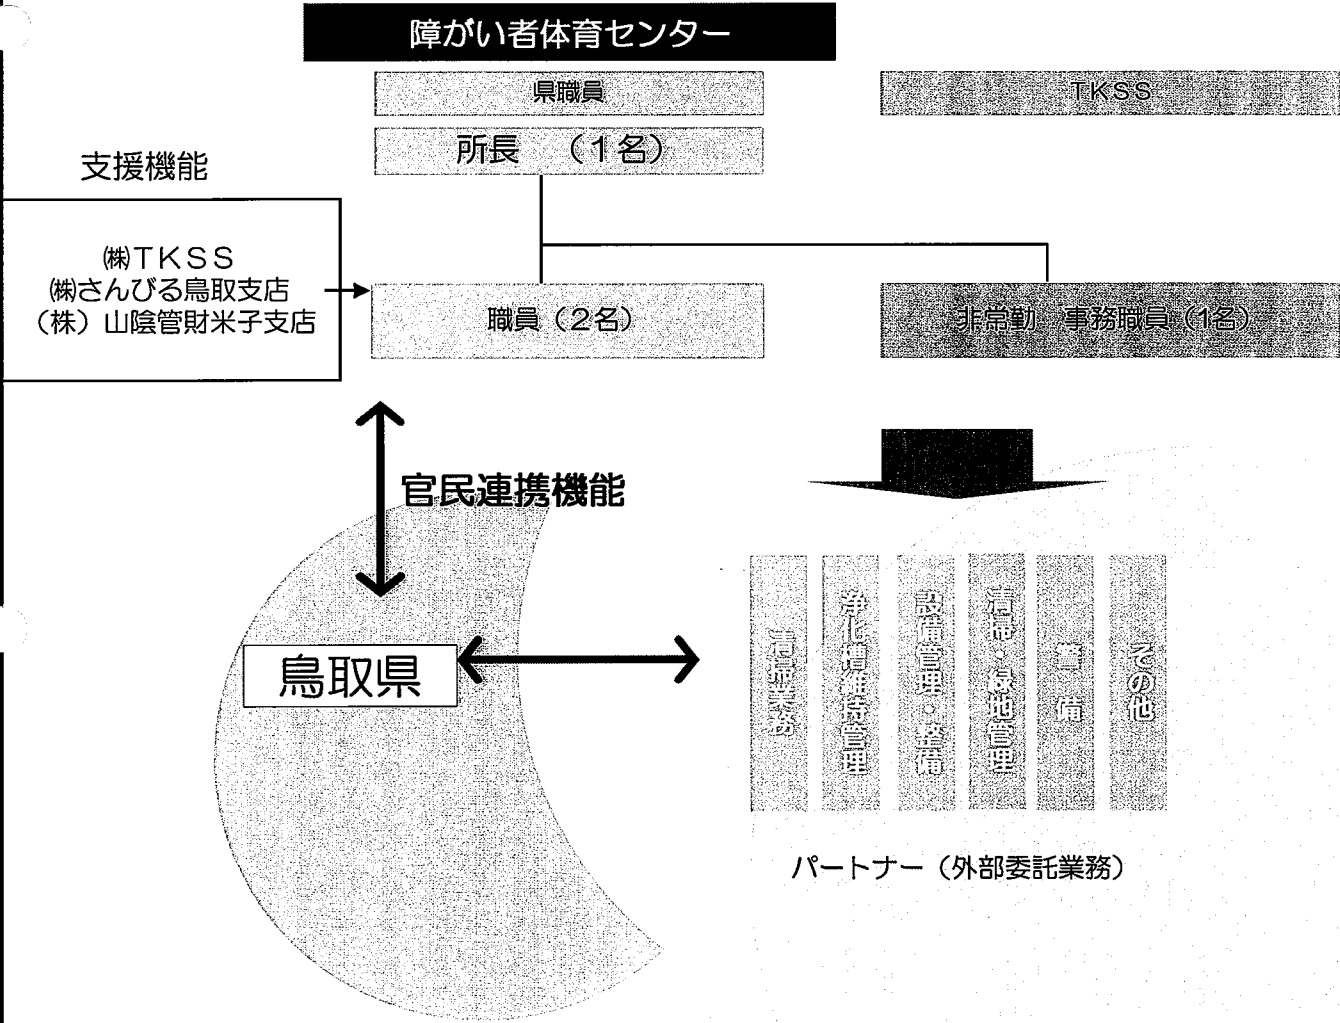 障がい者体育センター
県職員
TKSS
所長　（１名）
支援機能
㈱ＴＫＳＳ
㈱さんびる鳥取支店
（株）山陰管財米子支店
職員（２名）
非常勤　事務職員（１名）
官民連携機能
鳥取県
清掃業務
浄化槽維持管理
設備管理・整備
清掃・緑地管理
警　備
その他
パートナー（外部委託業務）